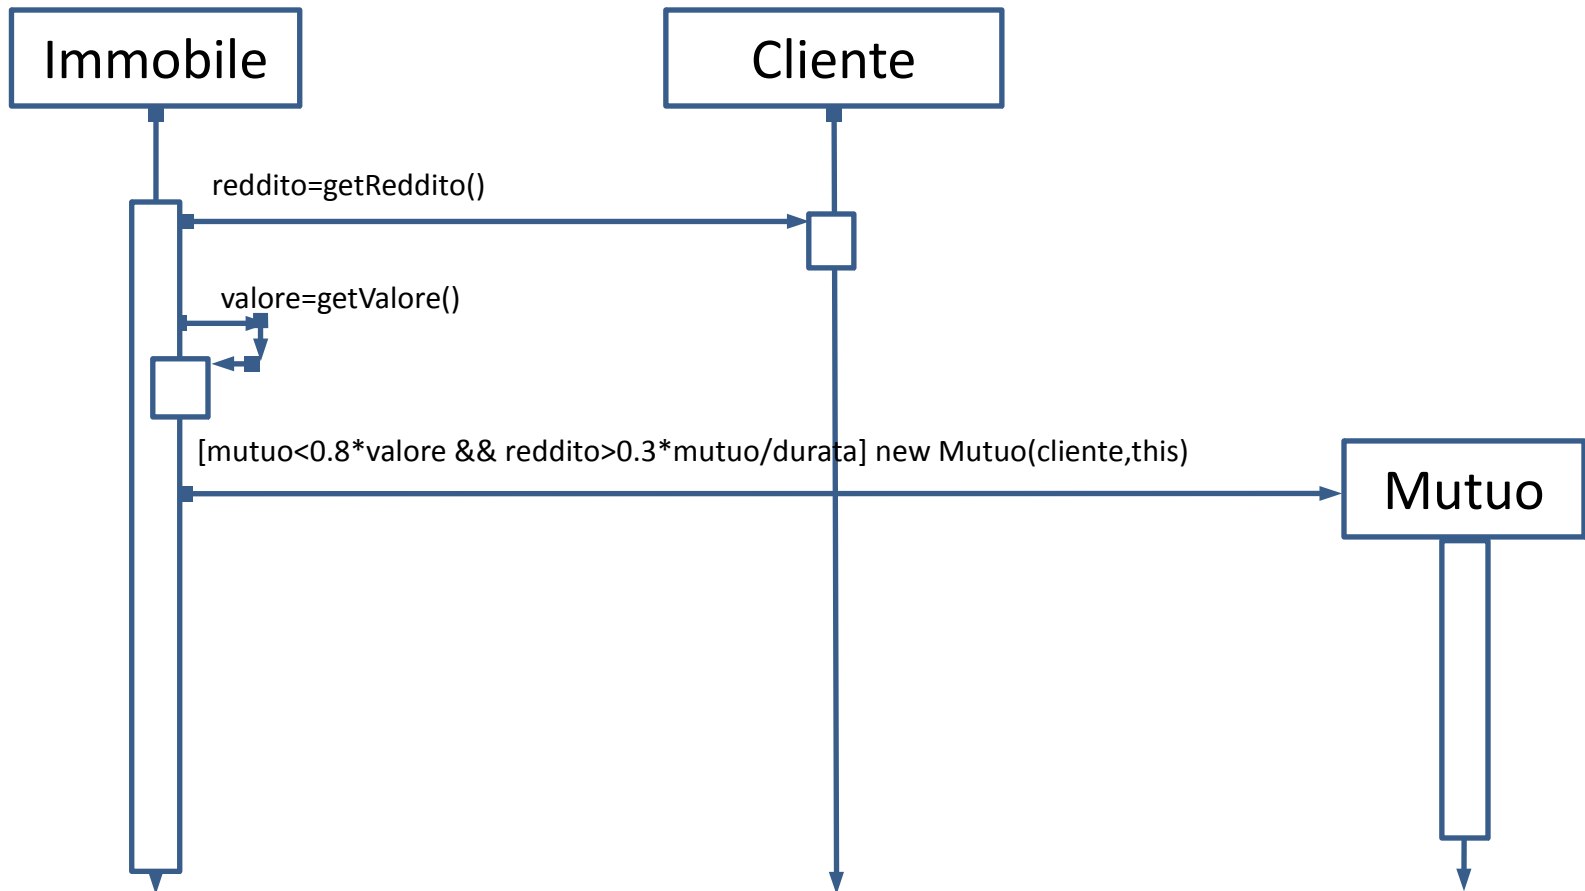 Immobile
Cliente
reddito=getReddito()
valore=getValore()
[mutuo<0.8*valore && reddito>0.3*mutuo/durata] new Mutuo(cliente,this)
Mutuo